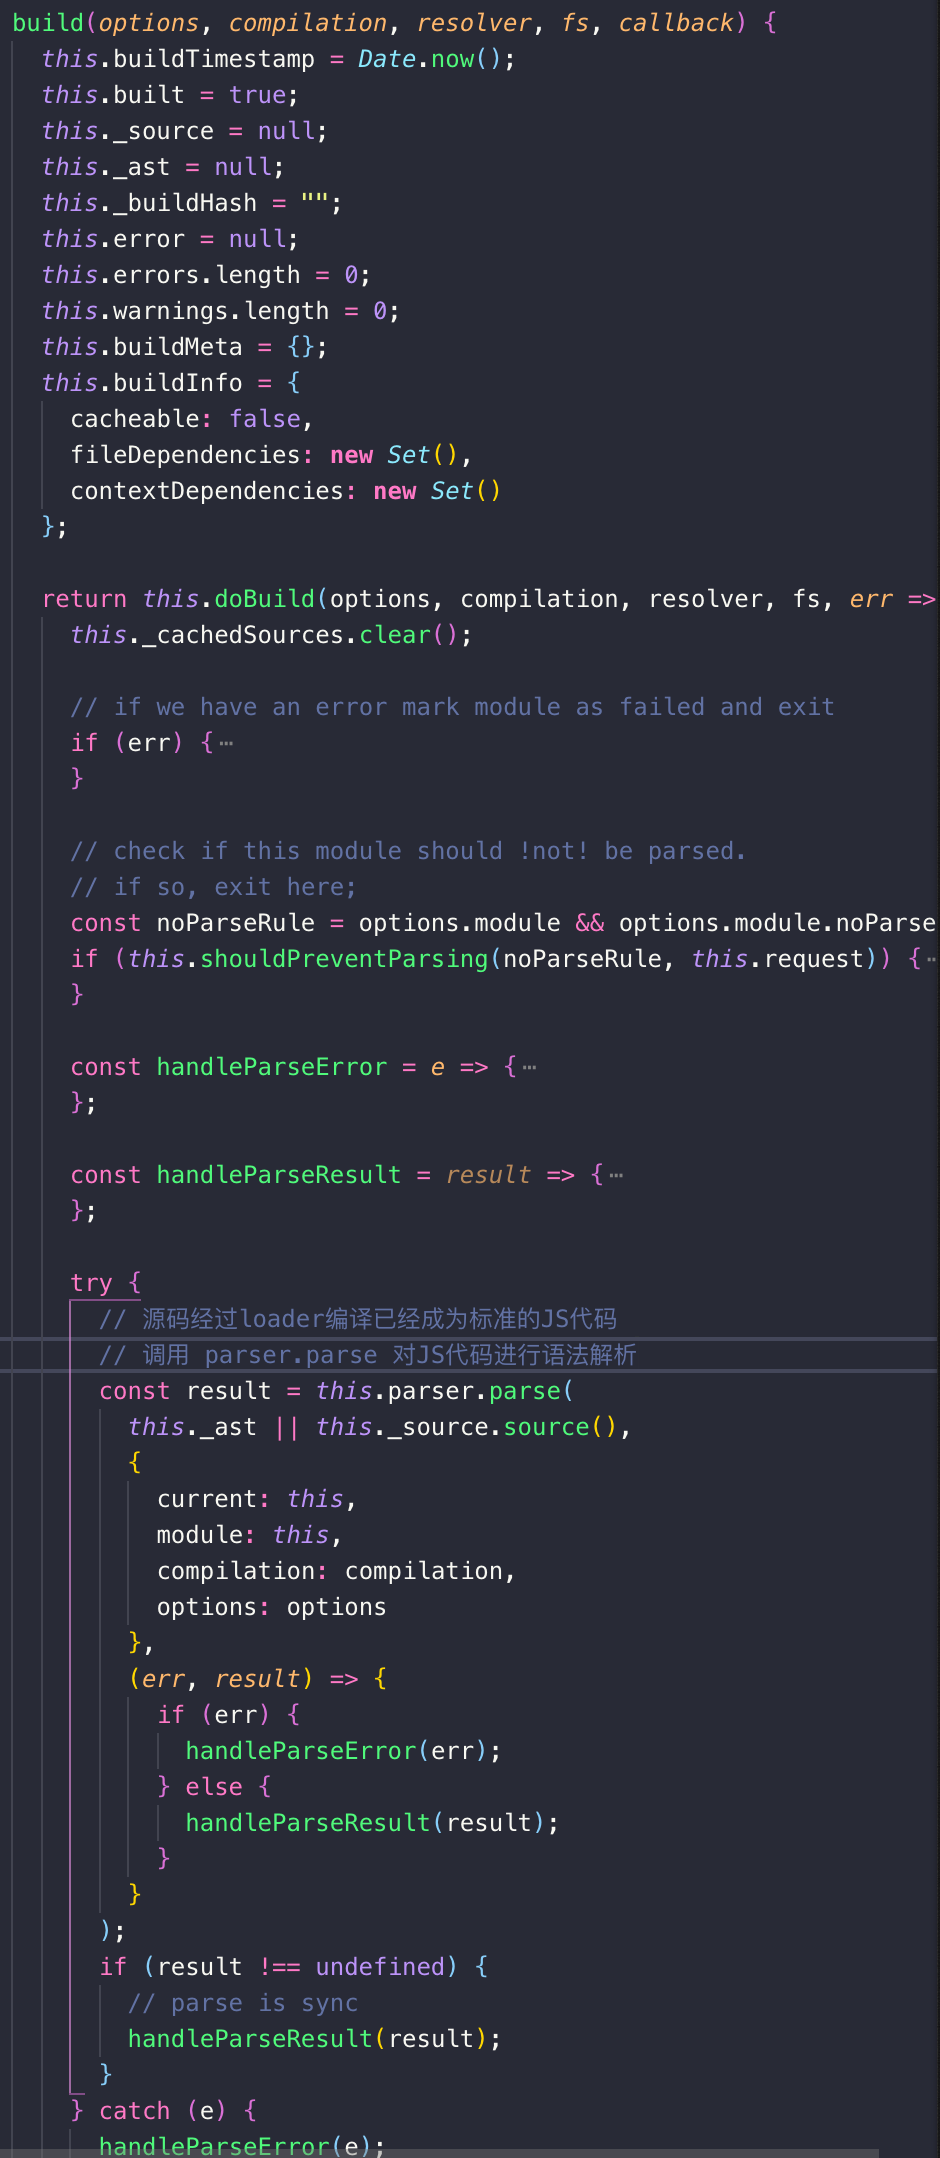 build(options, compilation, resolver, fs, callback) {
this.buildTimestamp = Date.now();
this.built = true;
this._source = null;
this._ast = null;
this._buildHash = "";
this.error = null;
this.errors.length = 0;
this.warnings.length = 0;
this.buildMeta = {};
this.buildInfo = {
cacheable: false,
fileDependencies: new Set(),
contextDependencies: new Set()
};
return this.doBuild(options, compilation, resolver, fs, err =>
this._cachedSources.clear();
// if we have an error mark module as failed and exit
if (err) {…
}
// check if this module should !not! be parsed.
// if so, exit here;
const noParseRule = options.module && options.module.noParse
if (this.shouldPreventParsing(noParseRule, this.request)) {…
}
const handleParseError = e => {…
};
const handleParseResult = result => {…
};
try {
// 源码经过loader编译已经成为标准的JS代码
// 调用 parser.parse 对JS代码进行语法解析
const result = this.parser.parse(
this._ast || this._source.source(),
{
current: this,
module: this,
compilation: compilation,
options: options
},
(err, result) => {
if (err) {
handleParseError(err);
} else {
handleParseResult(result);
}
}
);
if (result !== undefined) {
// parse is sync
handleParseResult(result);
}
} catch (e) {
handleParseError(e);